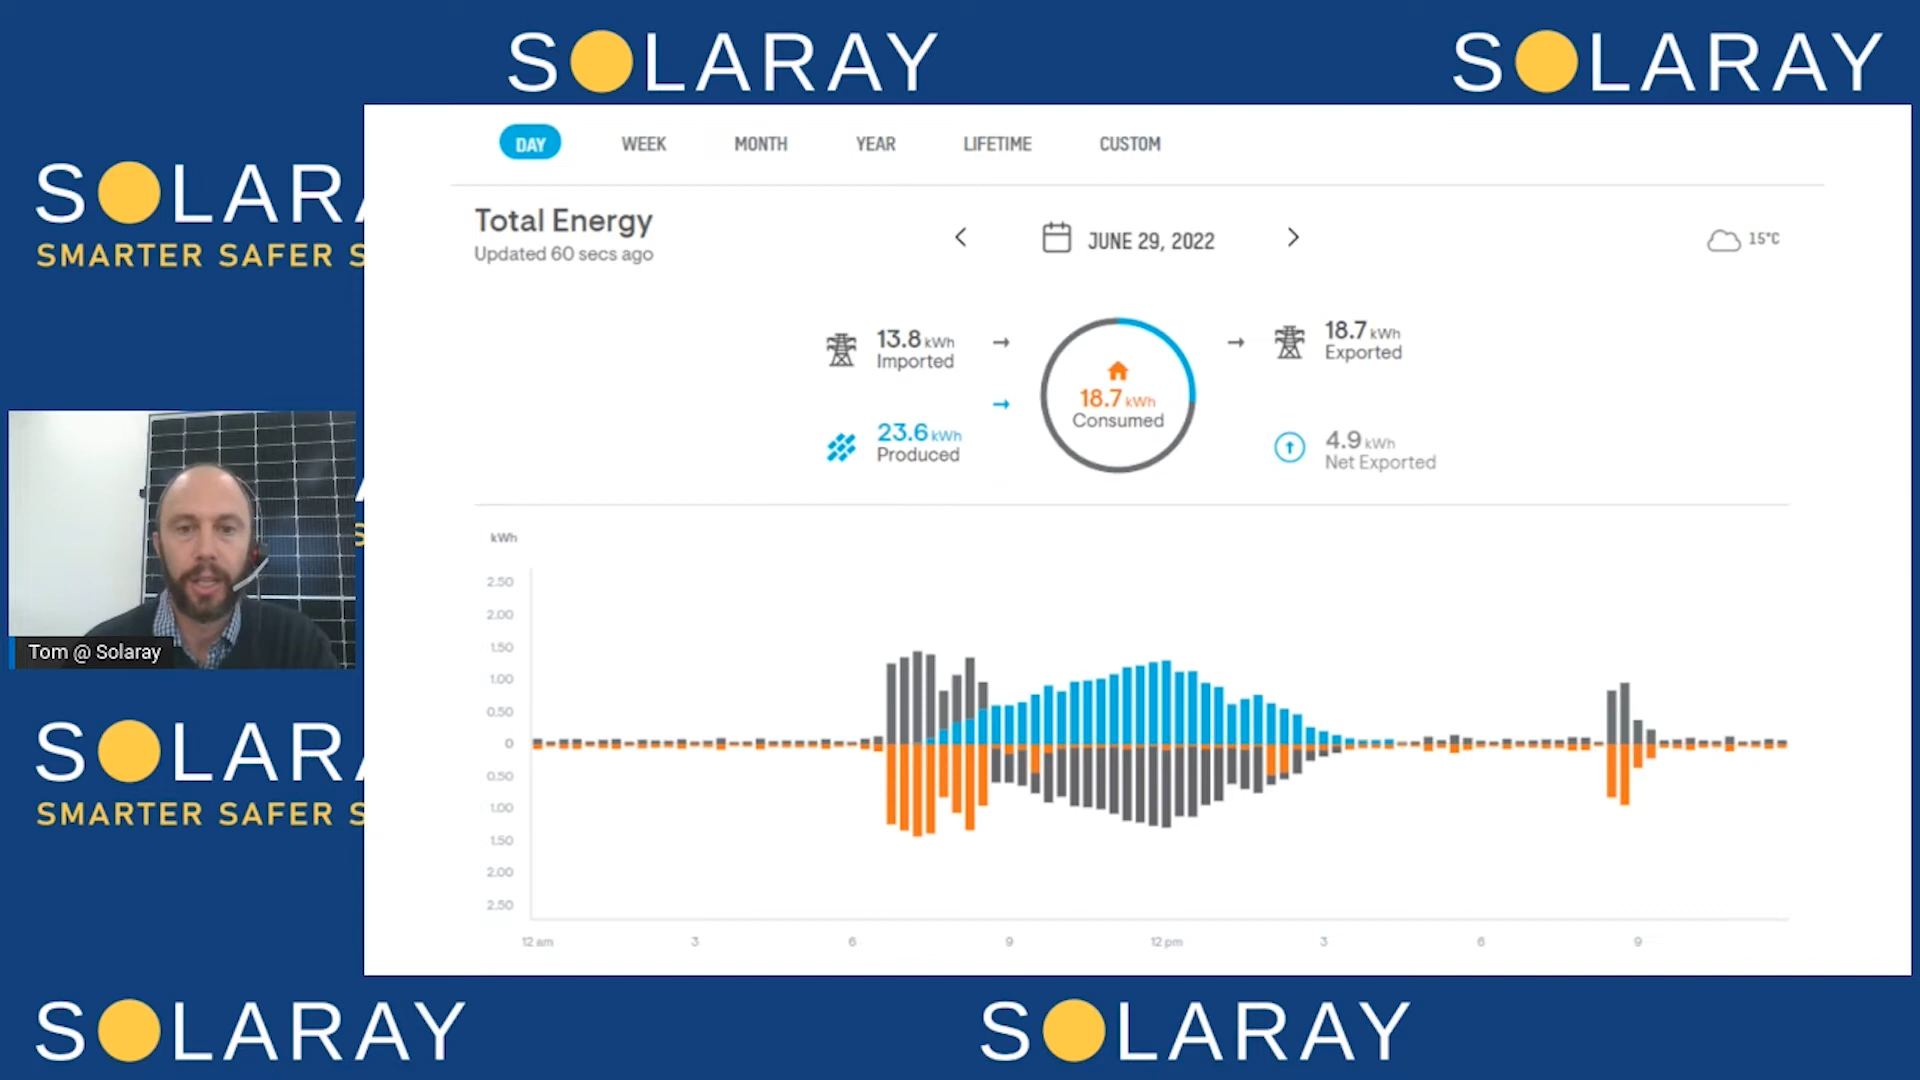 SOLARAY
SOLARAY
SOLARA
SMARTER SAFER S
DAY WEEK MONTH YEAR LIFETIME CUSTOM
Total Energy
Updated 60 secs ago
JUNE 29, 2022
15°C
13.8 kWh
Imported
18.7 kWh
Exported
18.7 kWh
Consumed
23.6 kWh
Produced
4.9 kWh
Net Exported
kWh
2.50
2.00
1.50
1.00
0.50
0
0.50
1.00
1.50
2.00
2.50
12 am 3 6 9 12 pm 3 6 9
Tom @ Solaray
SOLARA
SMARTER SAFER S
SOLARAY
SOLARAY